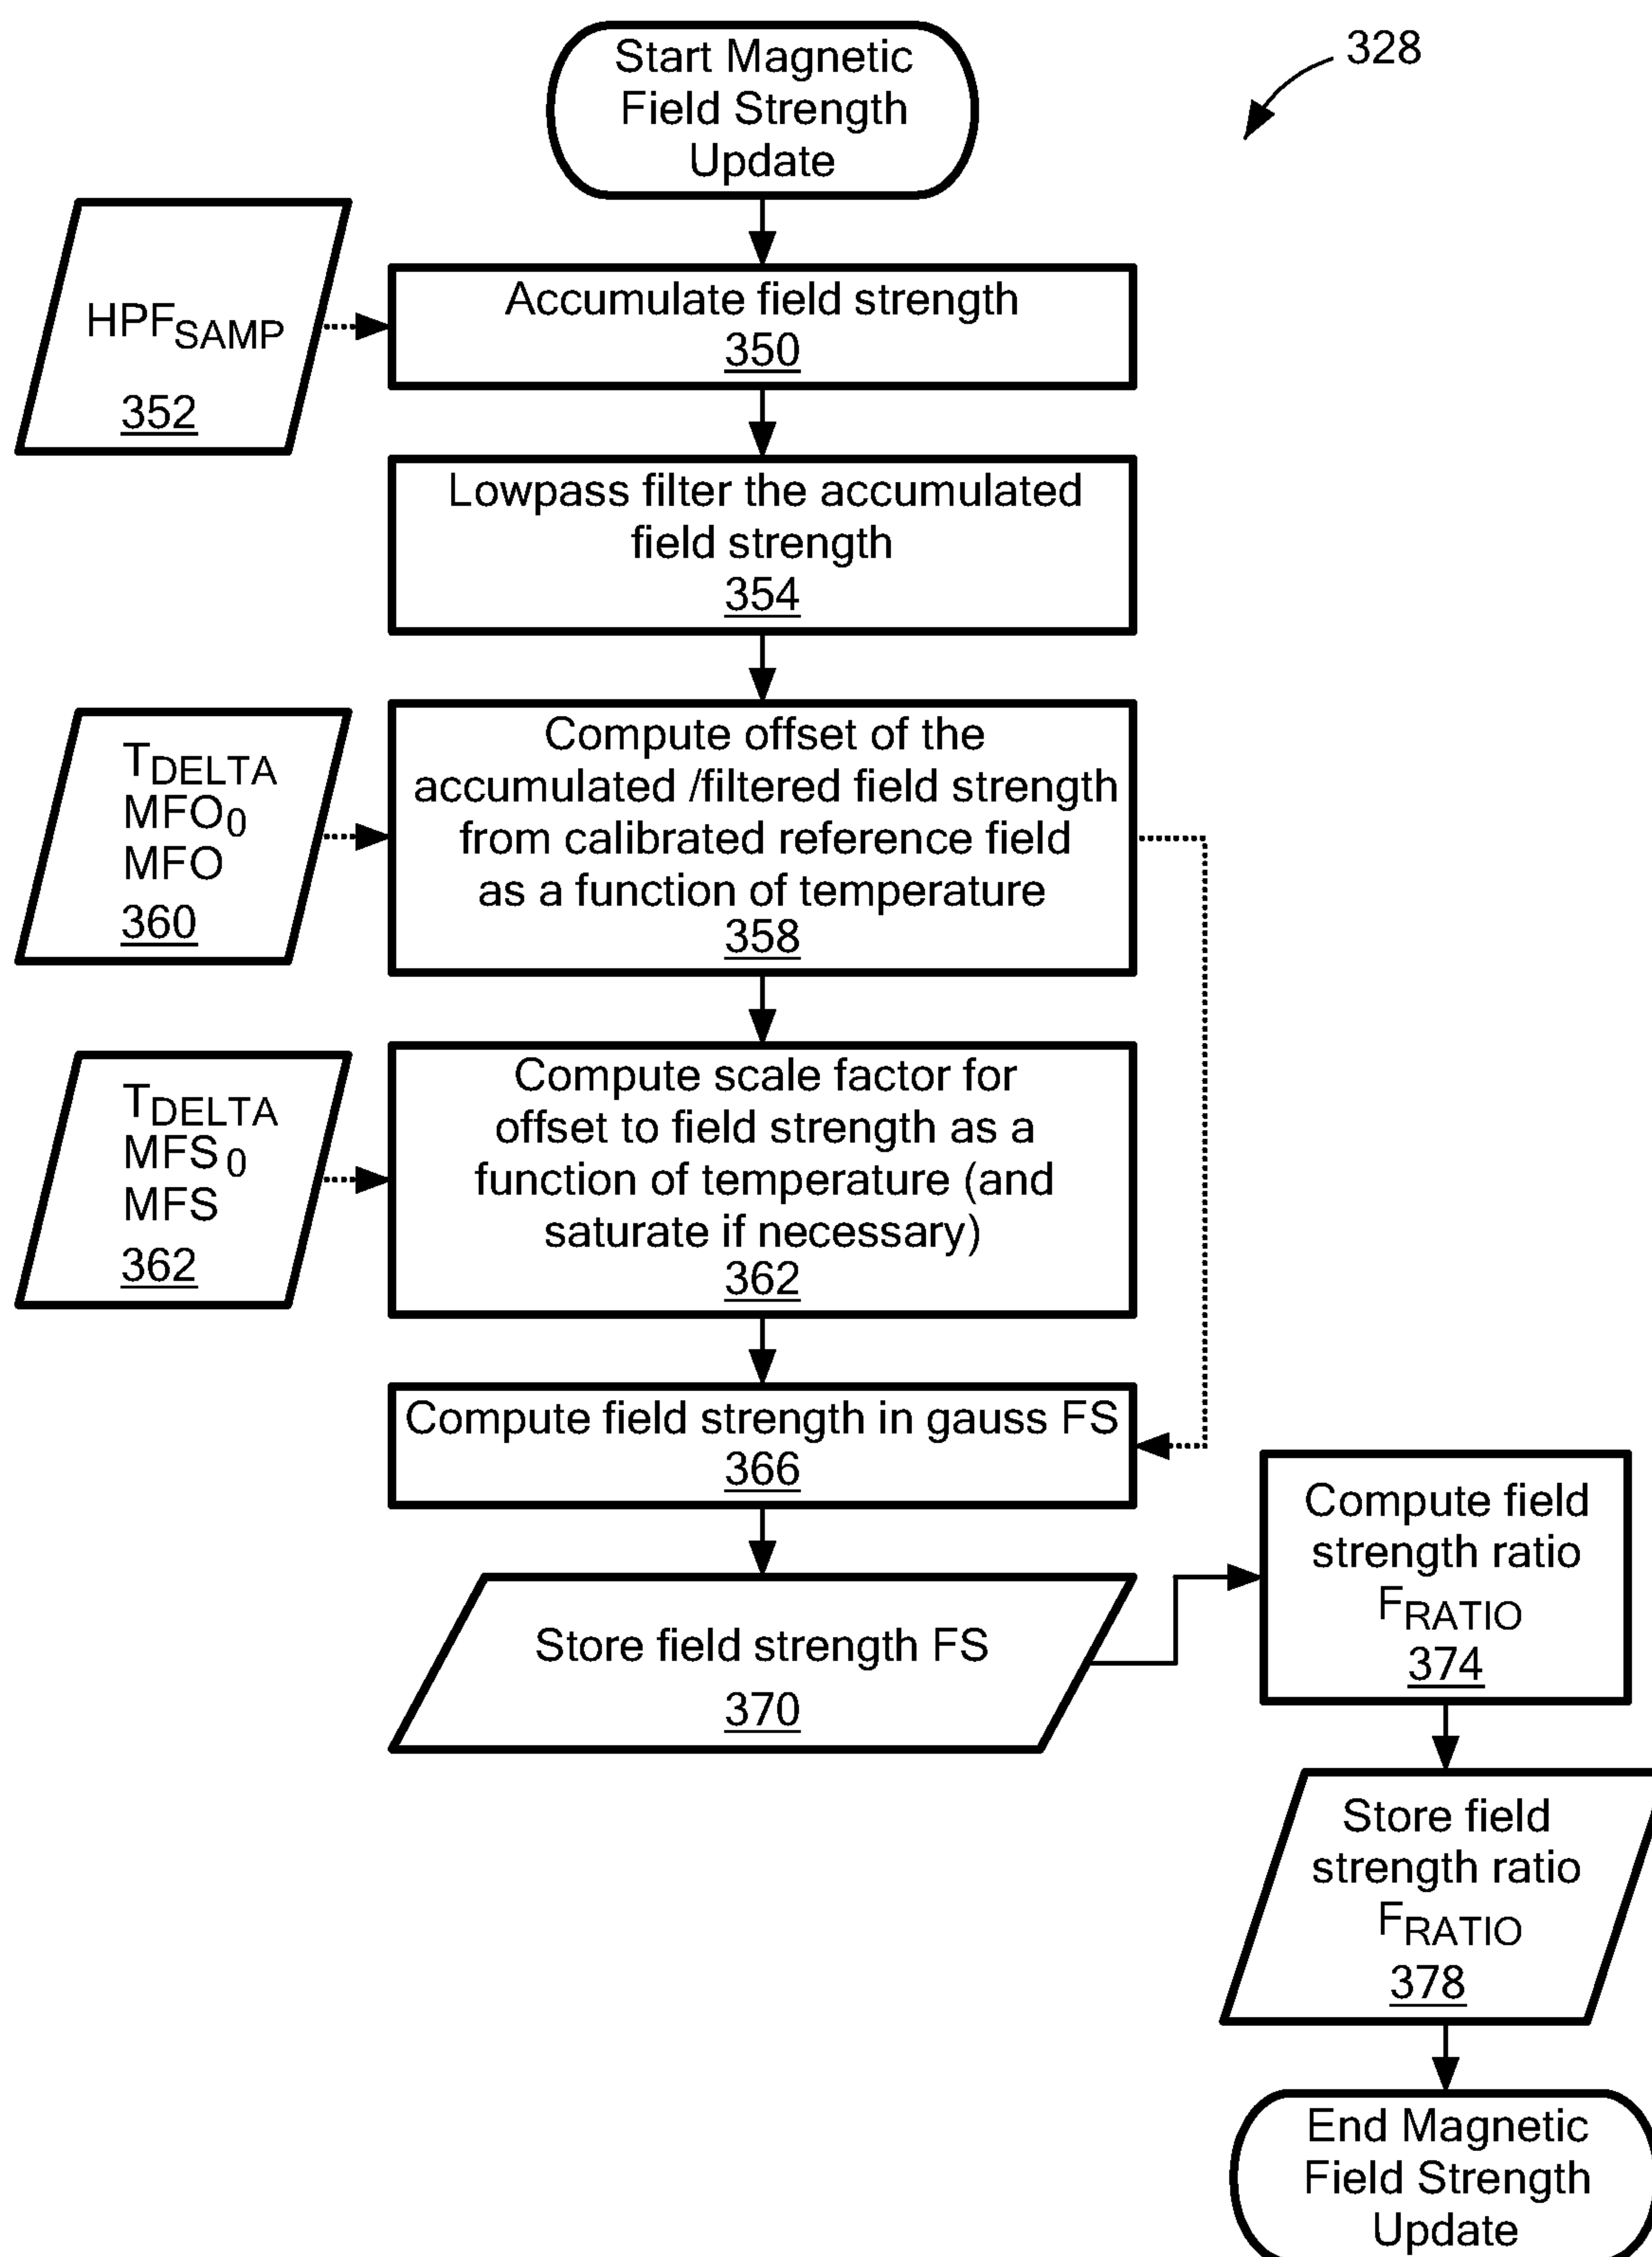 Start Magnetic
Field Strength
Update
328
HPFSAMP
352
Accumulate field strength
350
Lowpass filter the accumulated
field strength
354
TDELTA
MFO0
MFO
360
Compute offset of the
accumulated /filtered field strength
from calibrated reference field
as a function of temperature
358
TDELTA
MFS0
MFS
362
Compute scale factor for
offset to field strength as a
function of temperature (and
saturate if necessary)
362
Compute field strength in gauss FS
366
Store field strength FS
370
Compute field
strength ratio
FRATIO
374
Store field
strength ratio
FRATIO
378
End Magnetic
Field Strength
Update